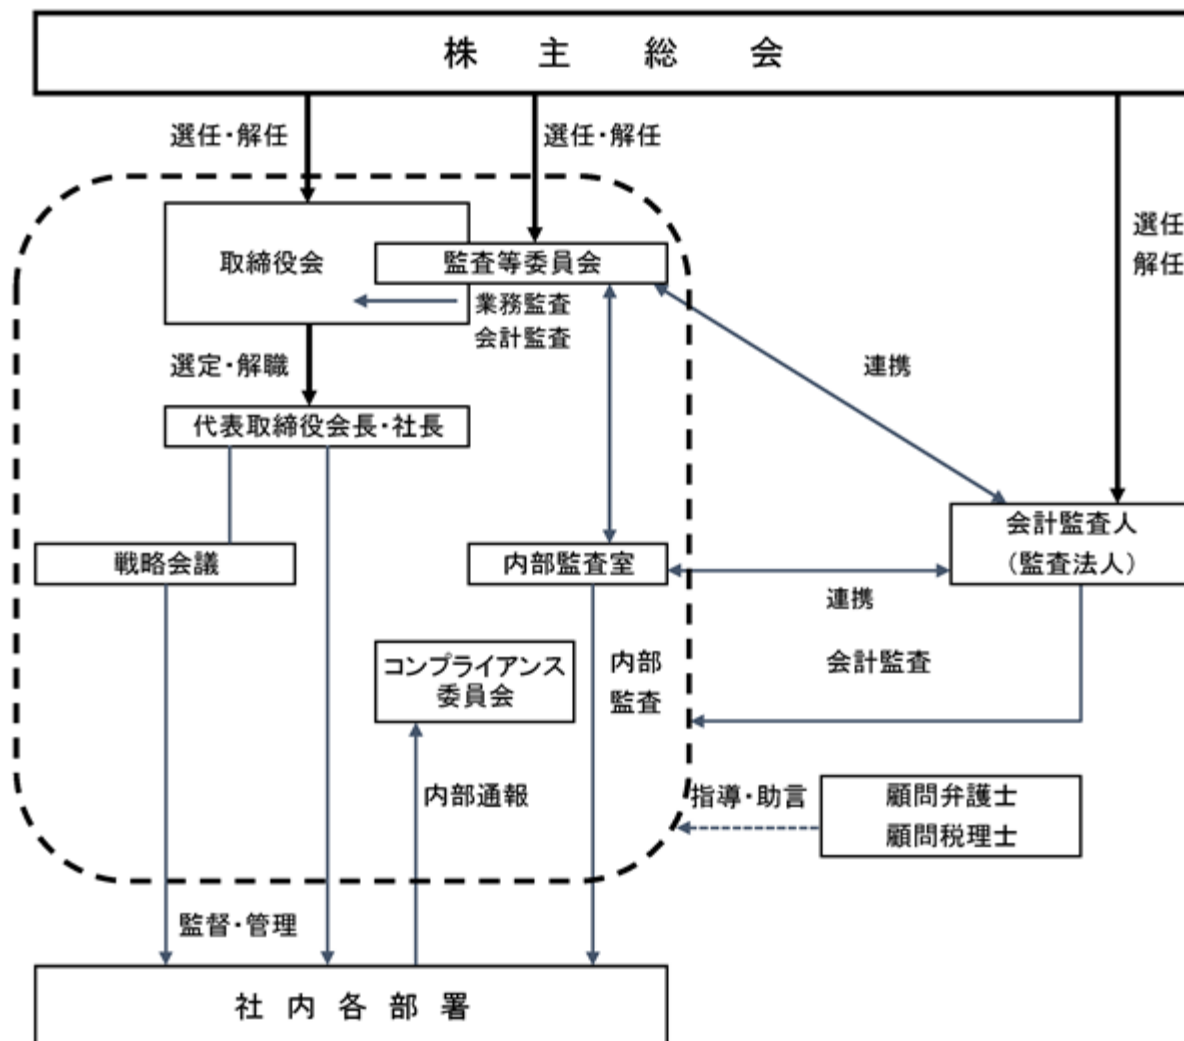 株主総会
選任・解任
選任・解任
選任
解任
取締役会
監査等委員会
業務監査
会計監査
選定・解職
連携
代表取締役会長・社長
会計監査人
（監査法人）
戦略会議
内部監査室
連携
コンプライアンス
委員会
内部
監査
会計監査
内部通報
指導・助言
顧問弁護士
顧問税理士
監督・管理
社内各部署